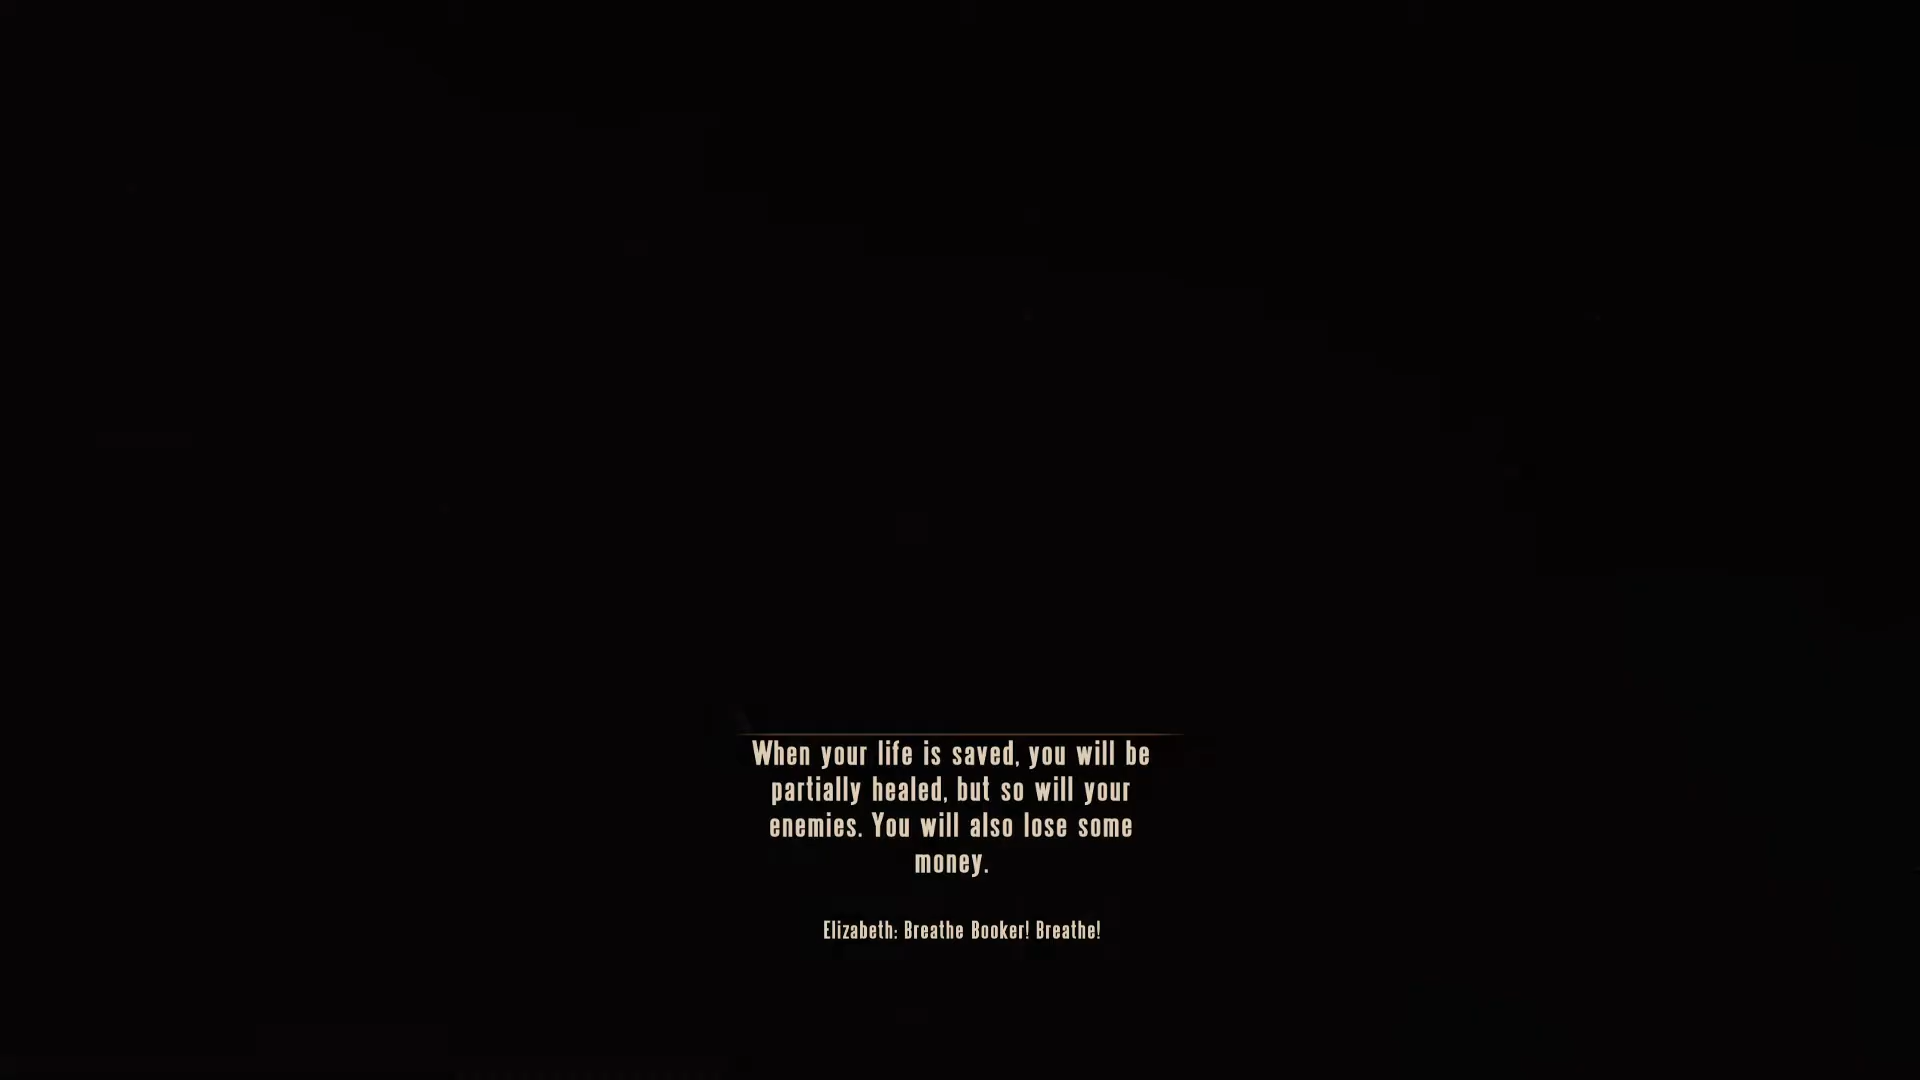 When your life is saved, you will be
partially healed, but so will your
enemies. You will also lose some
money.
Elizabeth: Breathe Booker! Breathe!